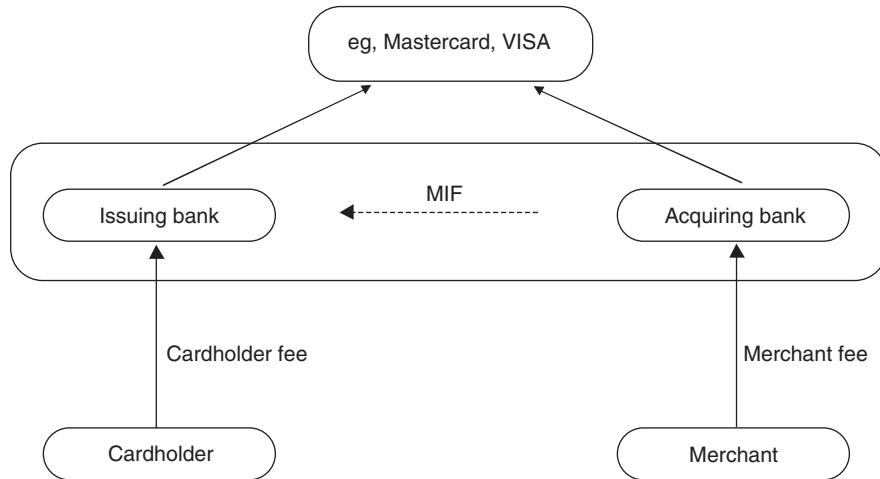 eg, Mastercard, VISA
MIF
Issuing bank
Acquiring bank
Cardholder fee
Merchant fee
Cardholder
Merchant